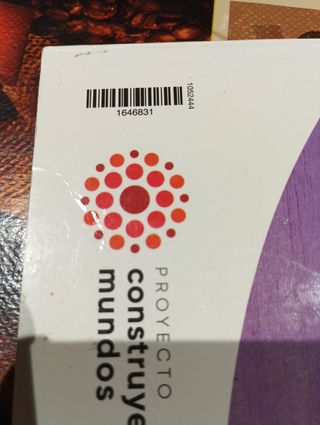 1646831
1052444
PROYECTO
construye
mundos